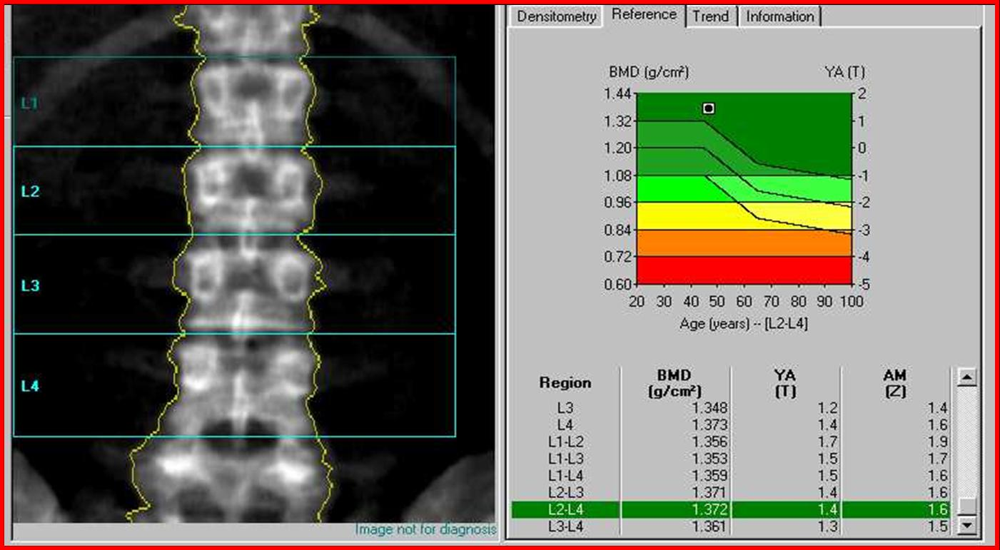 Densitometry Reference Trend Information
BMD (g/cm²) YA (T)
1.44 2
1.32 1
1.20 0
1.08 -1
0.96 -2
0.84 -3
0.72 -4
0.60 -5
20 30 40 50 60 70 80 90 100
Age (years) -- [L2-L4]
L1
L2
L3
L4
Image not for diagnosis
Region BMD (g/cm²) YA (T) AM (Z)
L3 1.348 1.2 1.4
L4 1.373 1.4 1.6
L1-L2 1.356 1.7 1.9
L1-L3 1.353 1.5 1.7
L1-L4 1.359 1.5 1.6
L2-L3 1.371 1.4 1.6
L2-L4 1.372 1.4 1.6
L3-L4 1.361 1.3 1.5